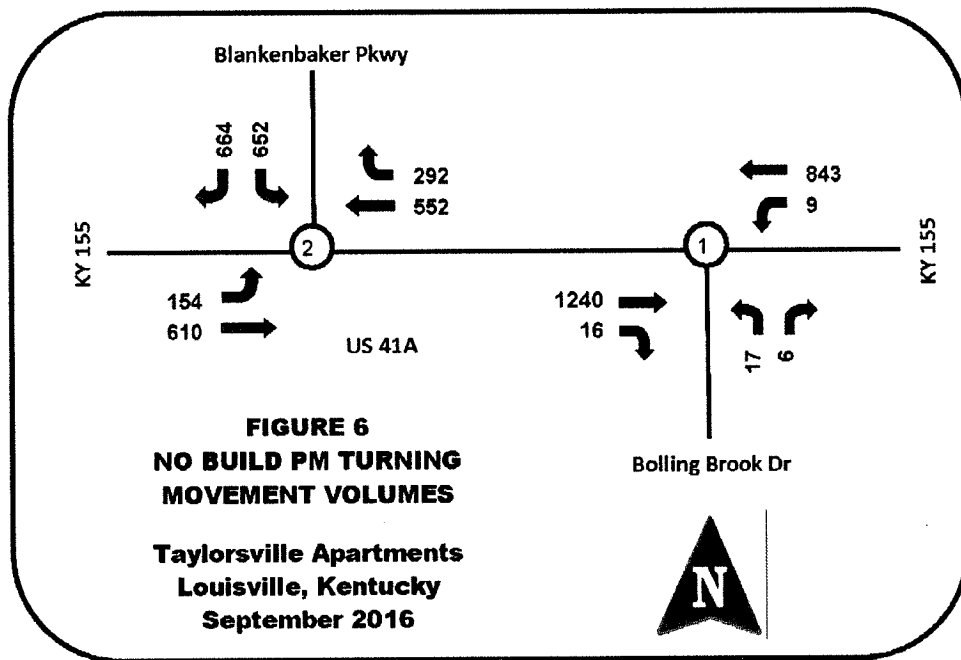 Blankenbaker Pkwy
664
652
292
552
843
9
KY 155
2
1
KY 155
154
610
1240
16
17
6
US 41A
FIGURE 6
NO BUILD PM TURNING
MOVEMENT VOLUMES
Bolling Brook Dr
Taylorsville Apartments
Louisville, Kentucky
September 2016
N